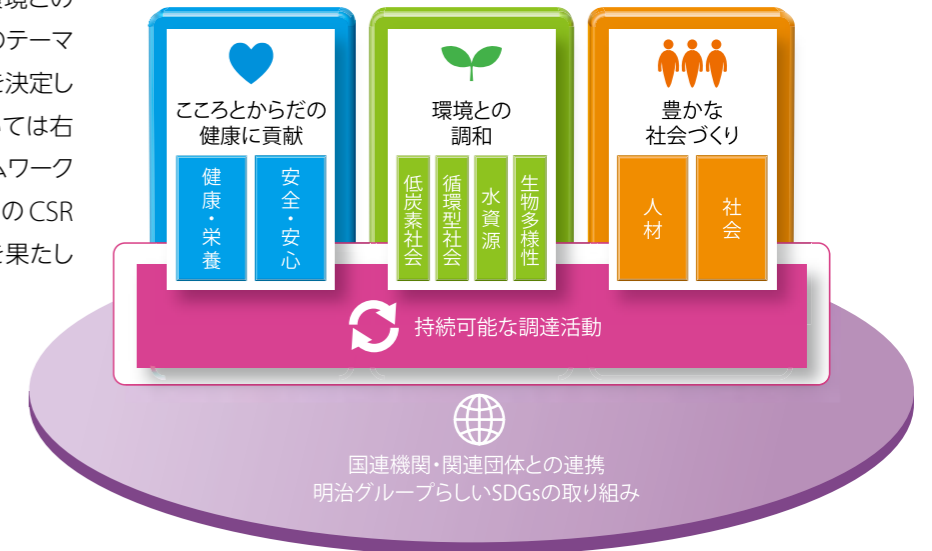 境との
のテーマ
を決定し
いては右
ムワーク
の CSR
を果たし
こころとからだの
健康に貢献
健康・栄養
安全・安心
環境との
調和
低炭素社会
循環型社会
水資源
生物多様性
豊かな
社会づくり
人材
社会
持続可能な調達活動
国連機関・関連団体との連携
明治グループらしいSDGsの取り組み